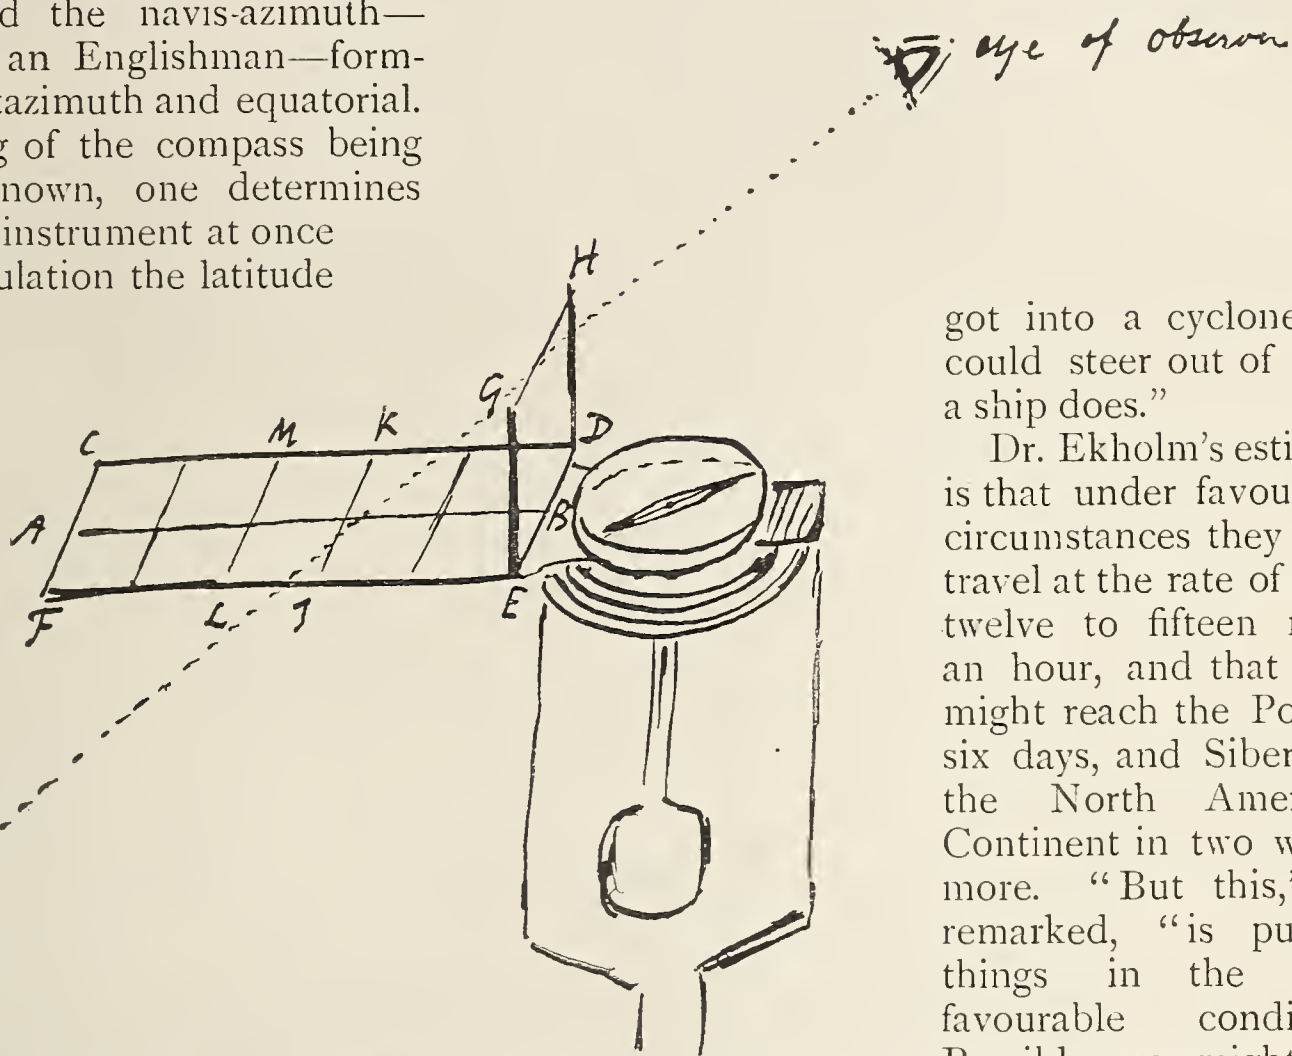 the navis-azimuth—
an Englishman—form-
tazimuth and equatorial.
of the compass being
nown, one determines
instrument at once
ulation the latitude
eye of observer
H
G
D
C M K
A B
F L J E
got into a cyclone
could steer out of
a ship does.”
Dr. Ekholm’s esti
is that under favou
circumstances they
travel at the rate of
twelve to fifteen
an hour, and that
might reach the Po
six days, and Siber
the North Amer
Continent in two w
more. “But this,”
remarked, “is pu
things in the
favourable condi